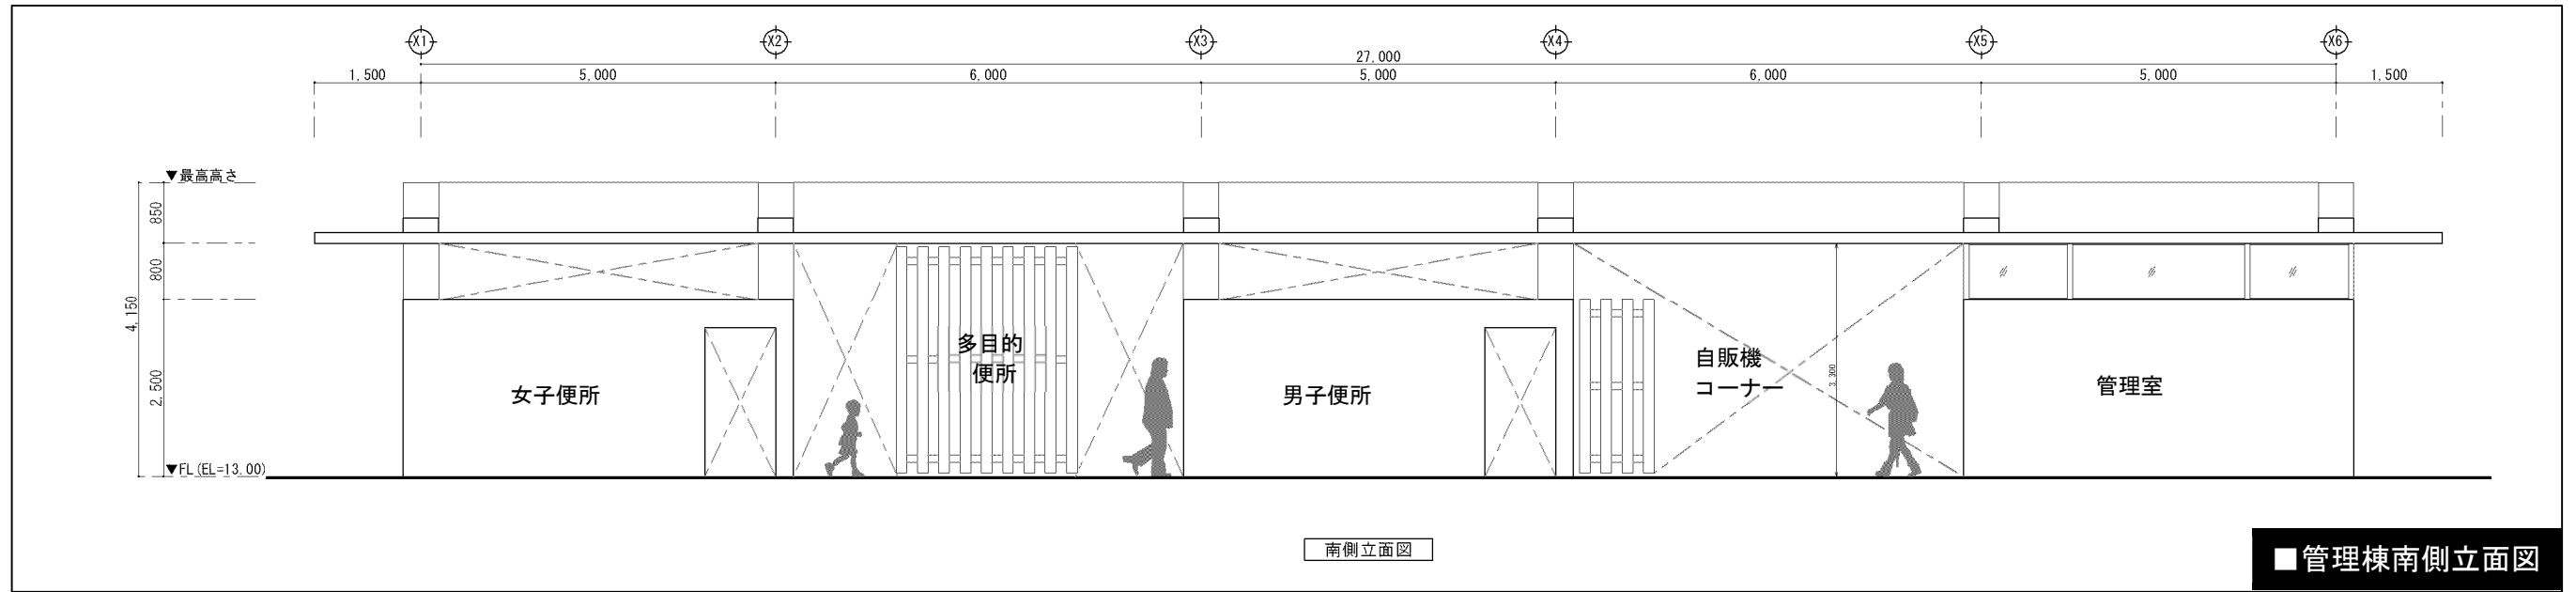 X1 X2 X3 X4 X5 X6
27,000
1,500 5,000 6,000 5,000 6,000 5,000 1,500
▼最高高さ
850
800
4,150
2,500
3,300
多目的
便所
自販機
コーナー
女子便所
男子便所
管理室
▼FL(EL=13.00)
南側立面図
■管理棟南側立面図